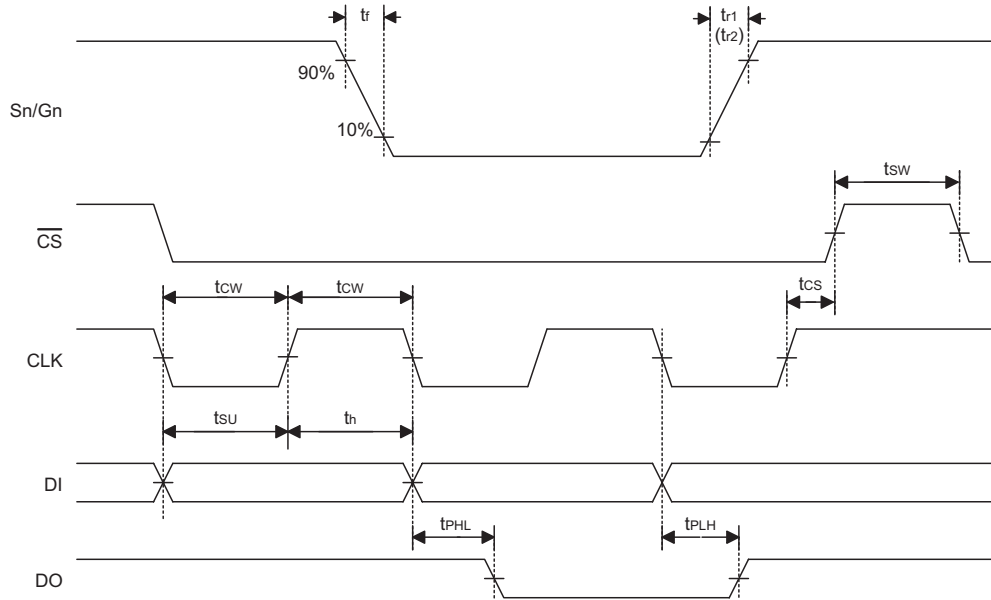 tf
tr1
(tr2)
90%
Sn/Gn
10%
tSW
CS
tCW
tCW
tCS
CLK
tSU
th
DI
tPHL
tPLH
DO